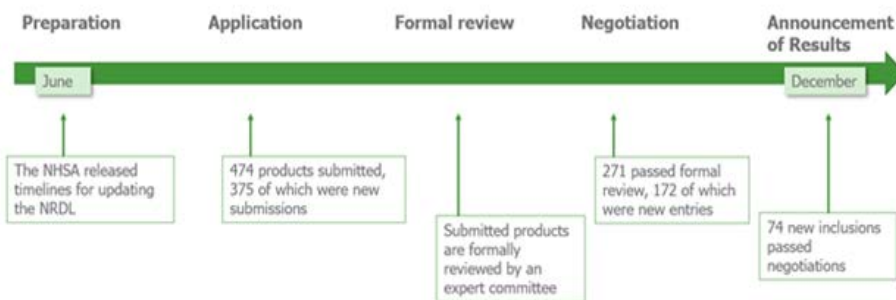 Preparation
Application
Formal review
Negotiation
Announcement
of Results
June
December
The NHSA released
timelines for updating
the NRDL
474 products submitted,
375 of which were new
submissions
Submitted products
are formally
reviewed by an
expert committee
271 passed formal
review, 172 of which
were new entries
74 new inclusions
passed
negotiations